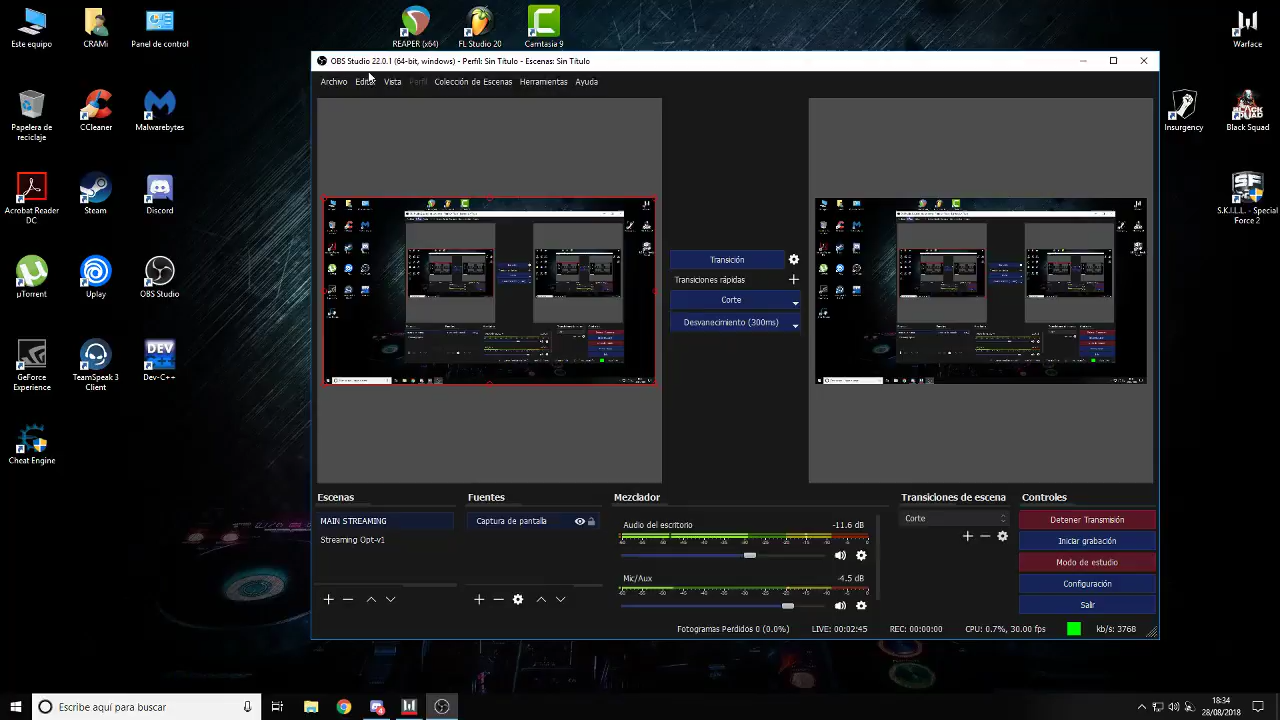 Este equipo
CRAMi
Panel de control
REAPER (x64)
FL Studio 20
Camtasia 9
Warface
Papelera de reciclaje
CCleaner
Malwarebytes
Insurgency
Black Squad
Acrobat Reader DC
Steam
Discord
S.K.I.L.L. - Special Force 2
µTorrent
Uplay
OBS Studio
GeForce Experience
TeamSpeak 3 Client
DEV C++
Dev-C++
Cheat Engine
OBS Studio 22.0.1 (64-bit, windows) - Perfil: Sin Título - Escenas: Sin Título
Archivo Editar Vista Perfil Colección de Escenas Herramientas Ayuda
Transición
Transiciones rápidas
Corte
Desvanecimiento (300ms)
Escenas
MAIN STREAMING
Streaming Opt-v1
Fuentes
Captura de pantalla
Mezclador
Audio del escritorio -11.6 dB
Mic/Aux -4.5 dB
Transiciones de escena
Corte
Controles
Detener Transmisión
Iniciar grabación
Modo de estudio
Configuración
Salir
Fotogramas Perdidos 0 (0.0%) LIVE: 00:02:45 REC: 00:00:00 CPU: 0.7%, 30.00 fps kb/s: 3768
Escribe aquí para buscar
18:34
28/08/2018